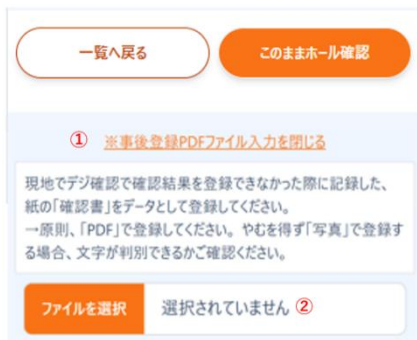 一覧へ戻る
このままホール確認
① ※事後登録PDFファイル入力を閉じる
現地でデジ確認で確認結果を登録できなかった際に記録した、
紙の「確認書」をデータとして登録してください。
→原則、「PDF」で登録してください。やむを得ず「写真」で登録す
る場合、文字が判別できるかご確認ください。
ファイルを選択 選択されていません ②